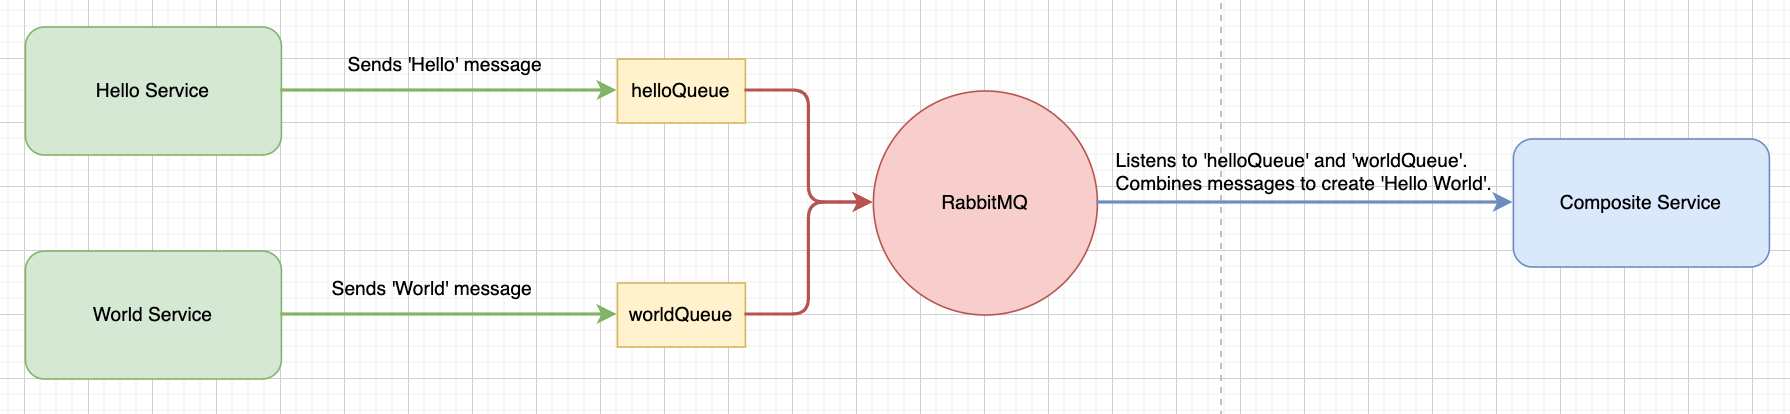 Hello Service
Sends 'Hello' message
helloQueue
World Service
Sends 'World' message
worldQueue
RabbitMQ
Listens to 'helloQueue' and 'worldQueue'.
Combines messages to create 'Hello World'.
Composite Service